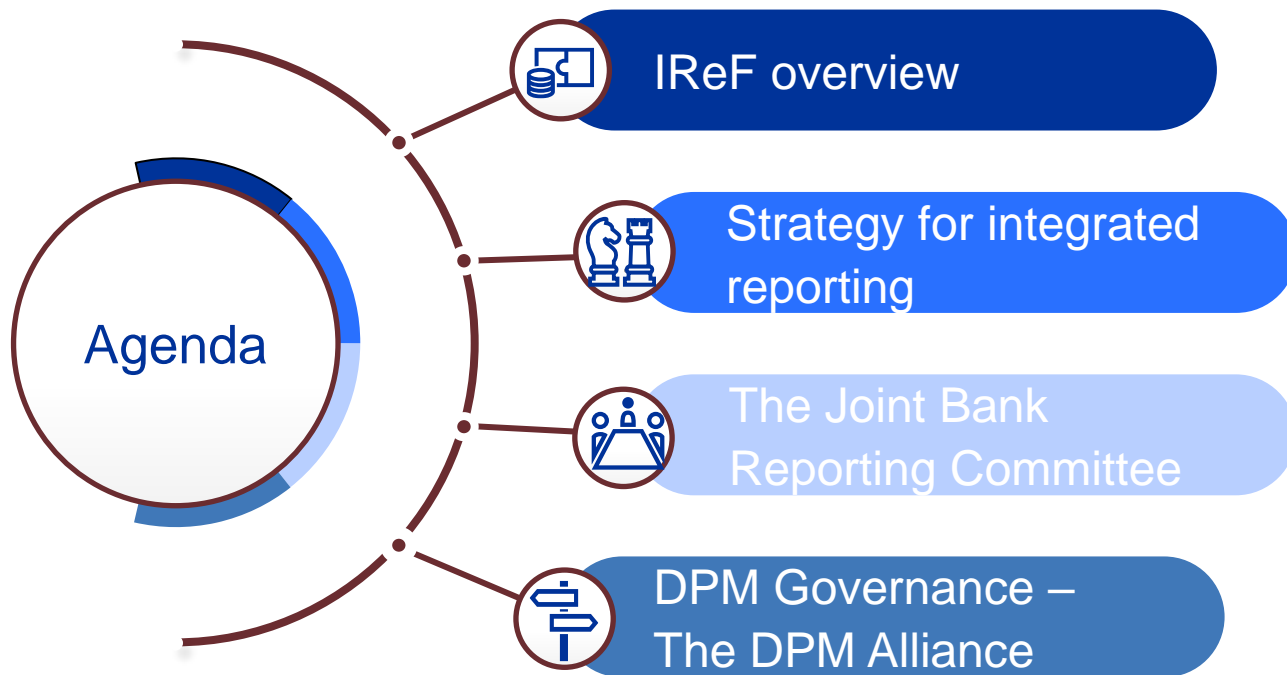 Agenda
IReF overview
Strategy for integrated
reporting
The Joint Bank
Reporting Committee
DPM Governance –
The DPM Alliance